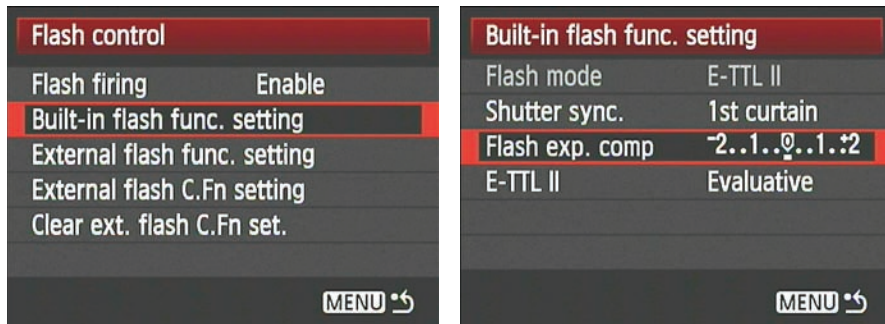 Flash control
Flash firing Enable
Built-in flash func. setting
External flash func. setting
External flash C.Fn setting
Clear ext. flash C.Fn set.
MENU
Built-in flash func. setting
Flash mode E-TTL II
Shutter sync. 1st curtain
Flash exp. comp -2..1..0..1.:+2
E-TTL II Evaluative
MENU